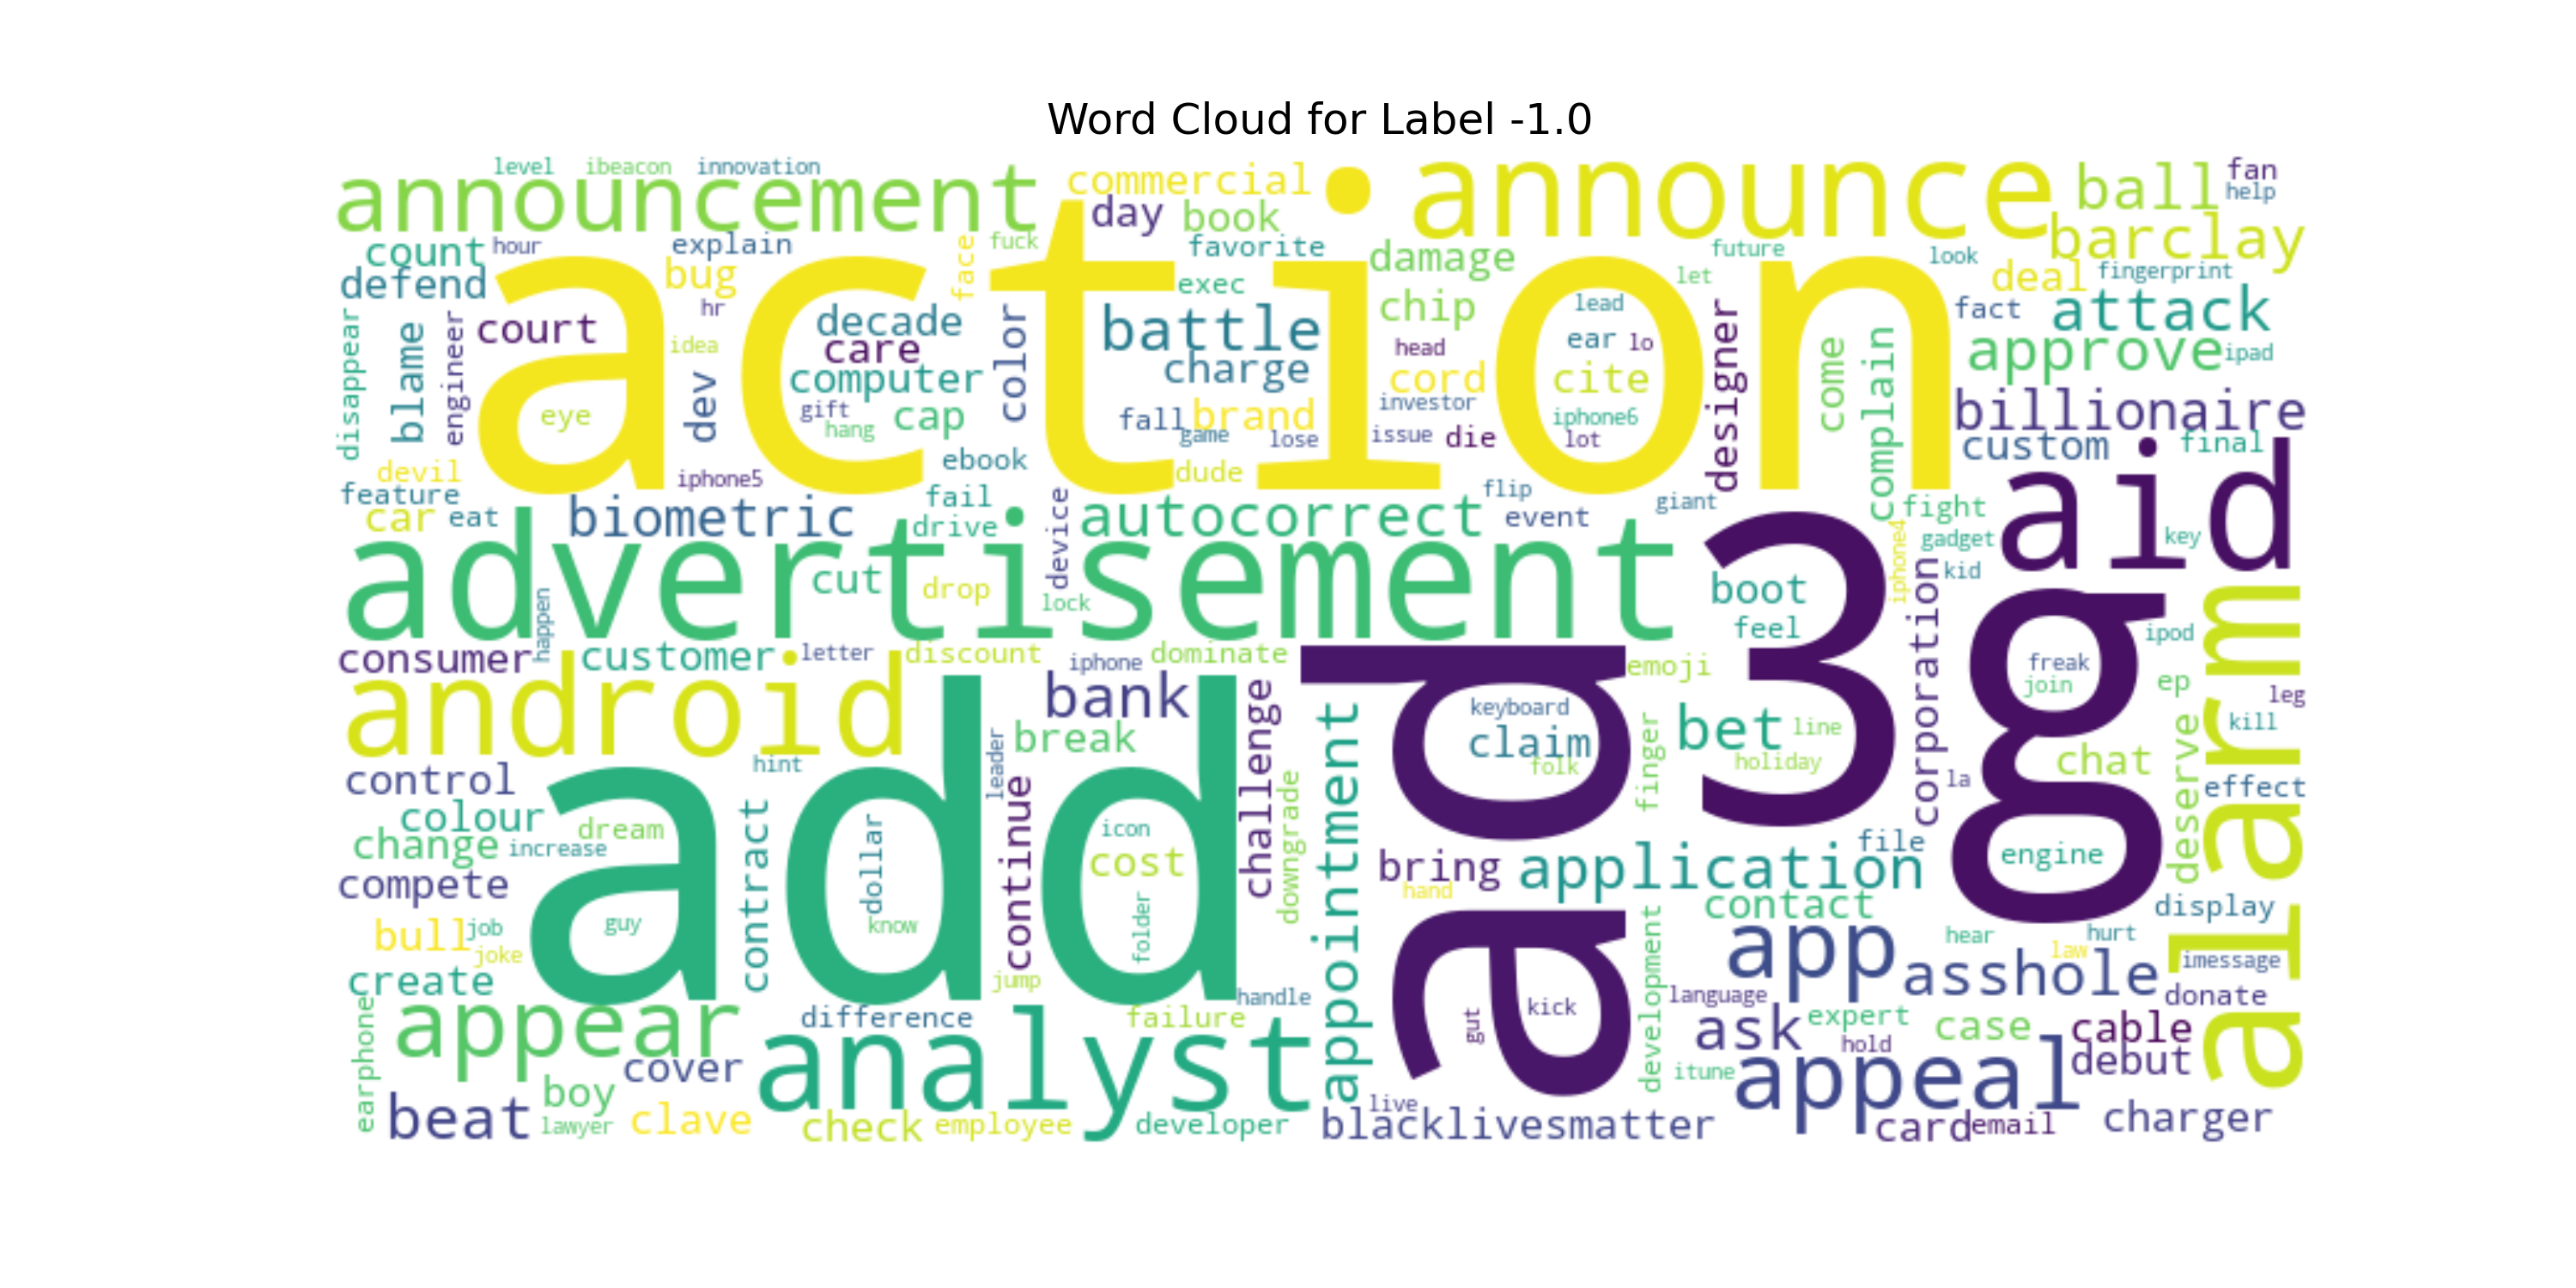 Word Cloud for Label -1.0
level ibeacon innovation
announcement
commercial
announce
ball
fan
help
day book
barclay
count hour explain face fuck
favorite
damage
future
look
defend
bug
exec
let
deal fingerprint
action
hr
chip
lead
fact attack
disappear
blame
engineer
court
decade
color
battle
ear lo
designer
come
complain
idea
care
head
approve ipad
dev
computer
charge
cord
cite
eye
gift
hang
cap
fall brand
investor
iphone6
billionaire
game lose
issue die
lot
custom
final
devil
iphone5
ebook
dude
aid
feature
fail
device
flip
giant
fight
car eat
biometric
drive
autocorrect
event
iphone4
gadget
key
advertisement
3g
cut
drop
lock
boot
kid
corporation
happen
feel
alarm
consumer
customer
letter
discount
iphone
dominate
ad
emoji
ipod
freak
join
ep
leg
android
bank
challenge
appointment
keyboard
claim
folk
finger
bet line
holiday
deserve
kill
add
leader
break
chat
control
hint
la
effect
colour
dream
contract
dollar
continue
icon
downgrade
change increase
cost
bring application file
engine
compete
hand
folder
contact
display
bull job
joke
guy
know
development
app
hear
law
hurt
asshole
imessage
create
jump
handle
gut
kick
language
donate
earphone
appear
difference
failure
ask expert case cable
hold
analyst
cover
itune
appeal
debut
boy
beat
lawyer
clave
check employee
developer
live
blacklivesmatter
card email
charger